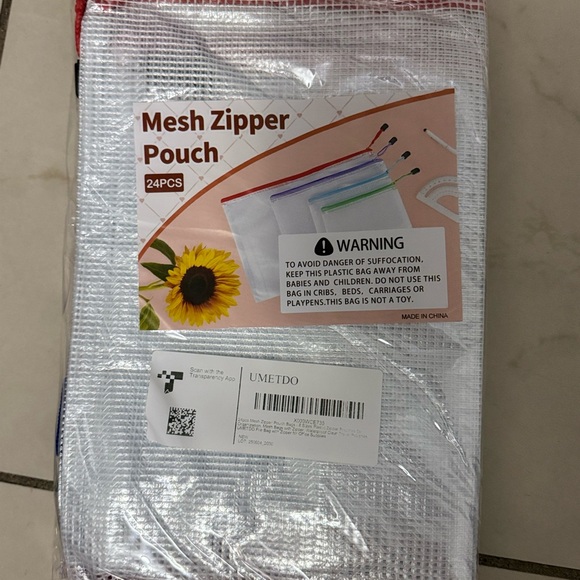 Mesh Zipper
Pouch
24PCS
WARNING
TO AVOID DANGER OF SUFFOCATION,
KEEP THIS PLASTIC BAG AWAY FROM
BABIES AND CHILDREN. DO NOT USE THIS
BAG IN CRIBS, BEDS, CARRIAGES OR
PLAYPENS.THIS BAG IS NOT A TOY.
MADE IN CHINA
Scan with the
Transparency App
UMETDO